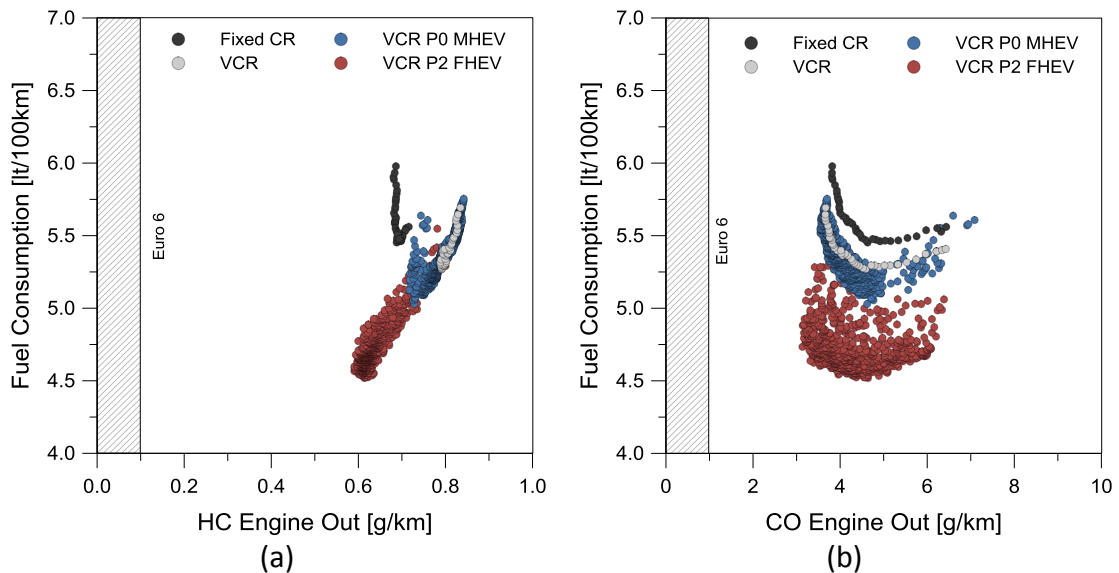 Fuel Consumption [lt/100km]
7.0
6.5
6.0
5.5
5.0
4.5
4.0
Fixed CR
VCR
VCR P0 MHEV
VCR P2 FHEV
Euro 6
0.0 0.2 0.4 0.6 0.8 1.0
HC Engine Out [g/km]
(a)
Fuel Consumption [lt/100km]
7.0
6.5
6.0
5.5
5.0
4.5
4.0
Fixed CR
VCR
VCR P0 MHEV
VCR P2 FHEV
Euro 6
0 2 4 6 8 10
CO Engine Out [g/km]
(b)